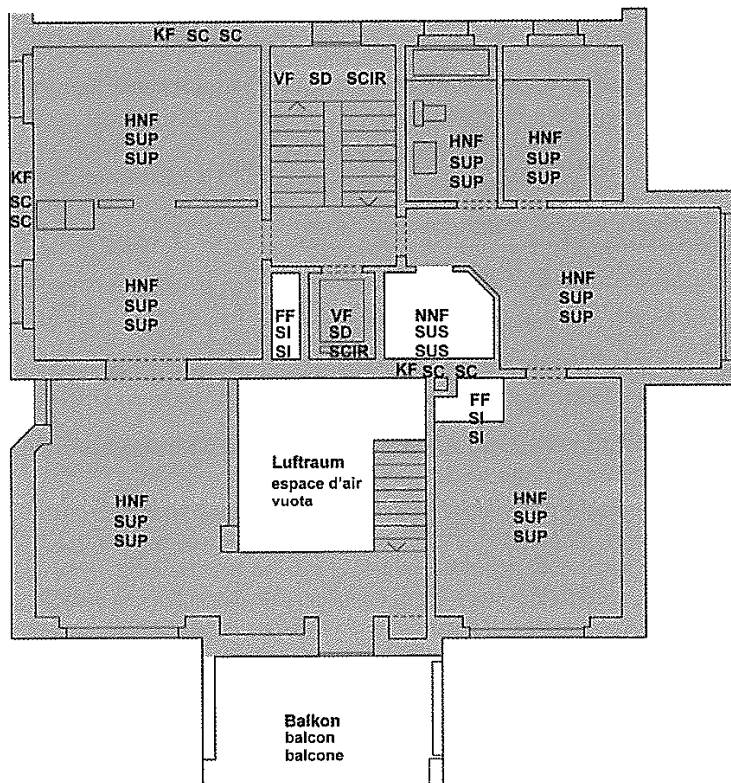 KF SC SC
VF SD SCIR
HNF
SUP
SUP
HNF
SUP
SUP
HNF
SUP
SUP
KF
SC
SC
HNF
SUP
SUP
HNF
SUP
SUP
FF
SI
SI
VF
SD
SCIR
NNF
SUS
SUS
KF SC SC
FF
SI
SI
Luftraum
espace d'air
vuota
HNF
SUP
SUP
HNF
SUP
SUP
Balkon
balcon
balcone